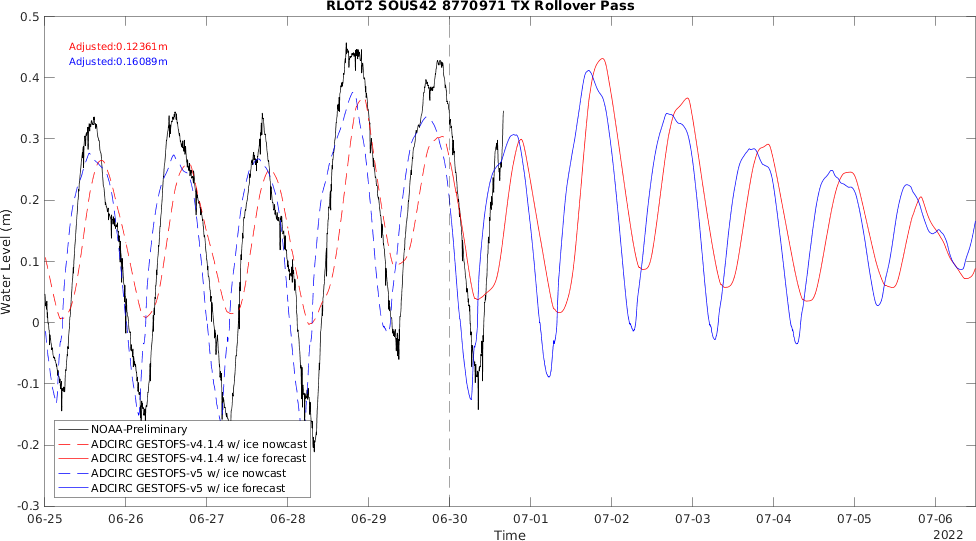 RLOT2 SOUS42 8770971 TX Rollover Pass
Adjusted:0.12361m
Adjusted:0.16089m
0.5
0.4
0.3
0.2
0.1
0
-0.1
-0.2
-0.3
Water Level (m)
NOAA-Preliminary
ADCIRC GESTOFS-v4.1.4 w/ ice nowcast
ADCIRC GESTOFS-v4.1.4 w/ ice forecast
ADCIRC GESTOFS-v5 w/ ice nowcast
ADCIRC GESTOFS-v5 w/ ice forecast
06-25 06-26 06-27 06-28 06-29 06-30 07-01 07-02 07-03 07-04 07-05 07-06
Time
2022